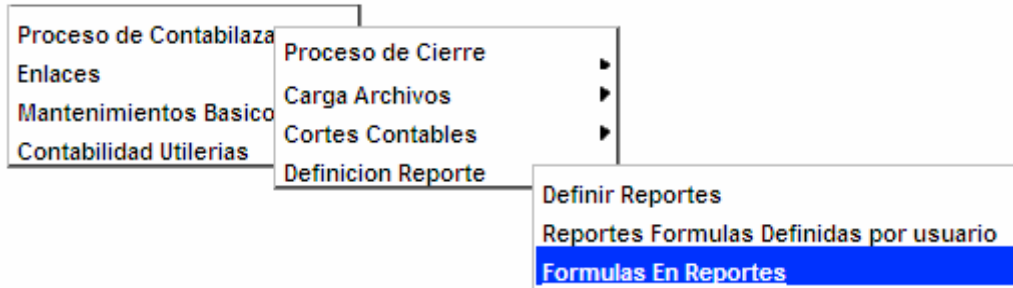 Proceso de Contabilaza
Enlaces
Mantenimientos Basico
Contabilidad Utilerias
Proceso de Cierre
Carga Archivos
Cortes Contables
Definicion Reporte
Definir Reportes
Reportes Formulas Definidas por usuario
Formulas En Reportes